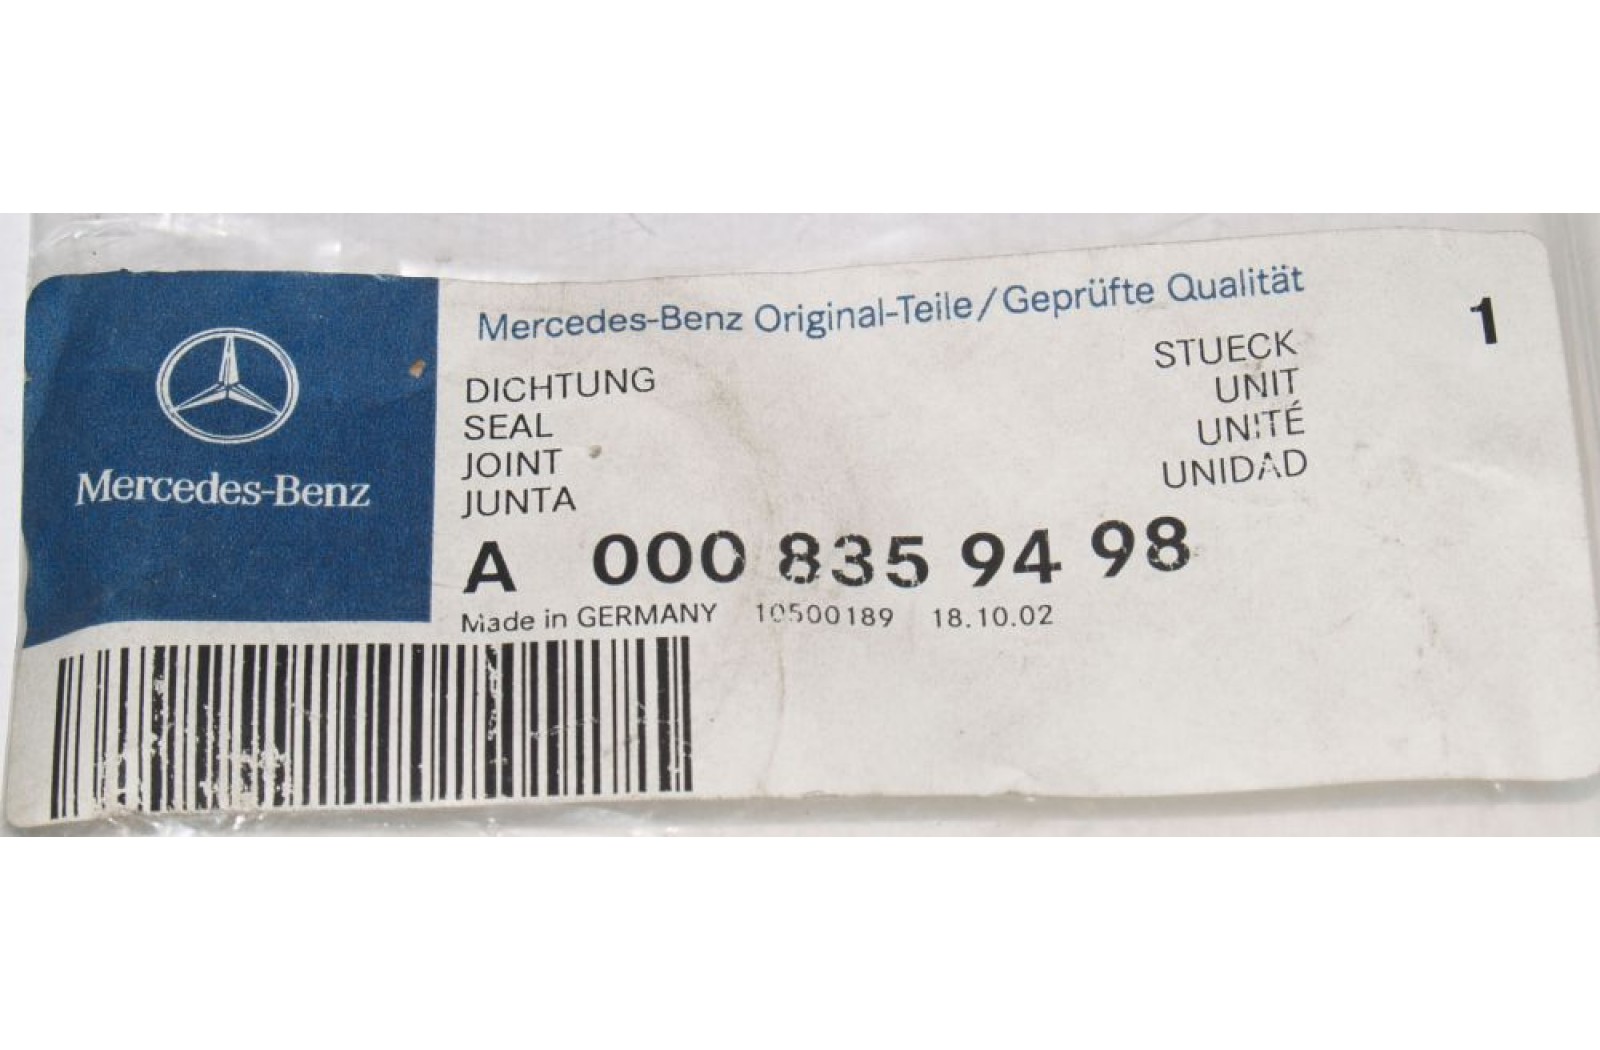 Mercedes-Benz
Mercedes-Benz Original-Teile/Geprüfte Qualität
DICHTUNG
SEAL
JOINT
JUNTA
STUECK
UNIT
UNITÉ
UNIDAD
1
A 000 835 94 98
Made in GERMANY 10500189 18.10.02